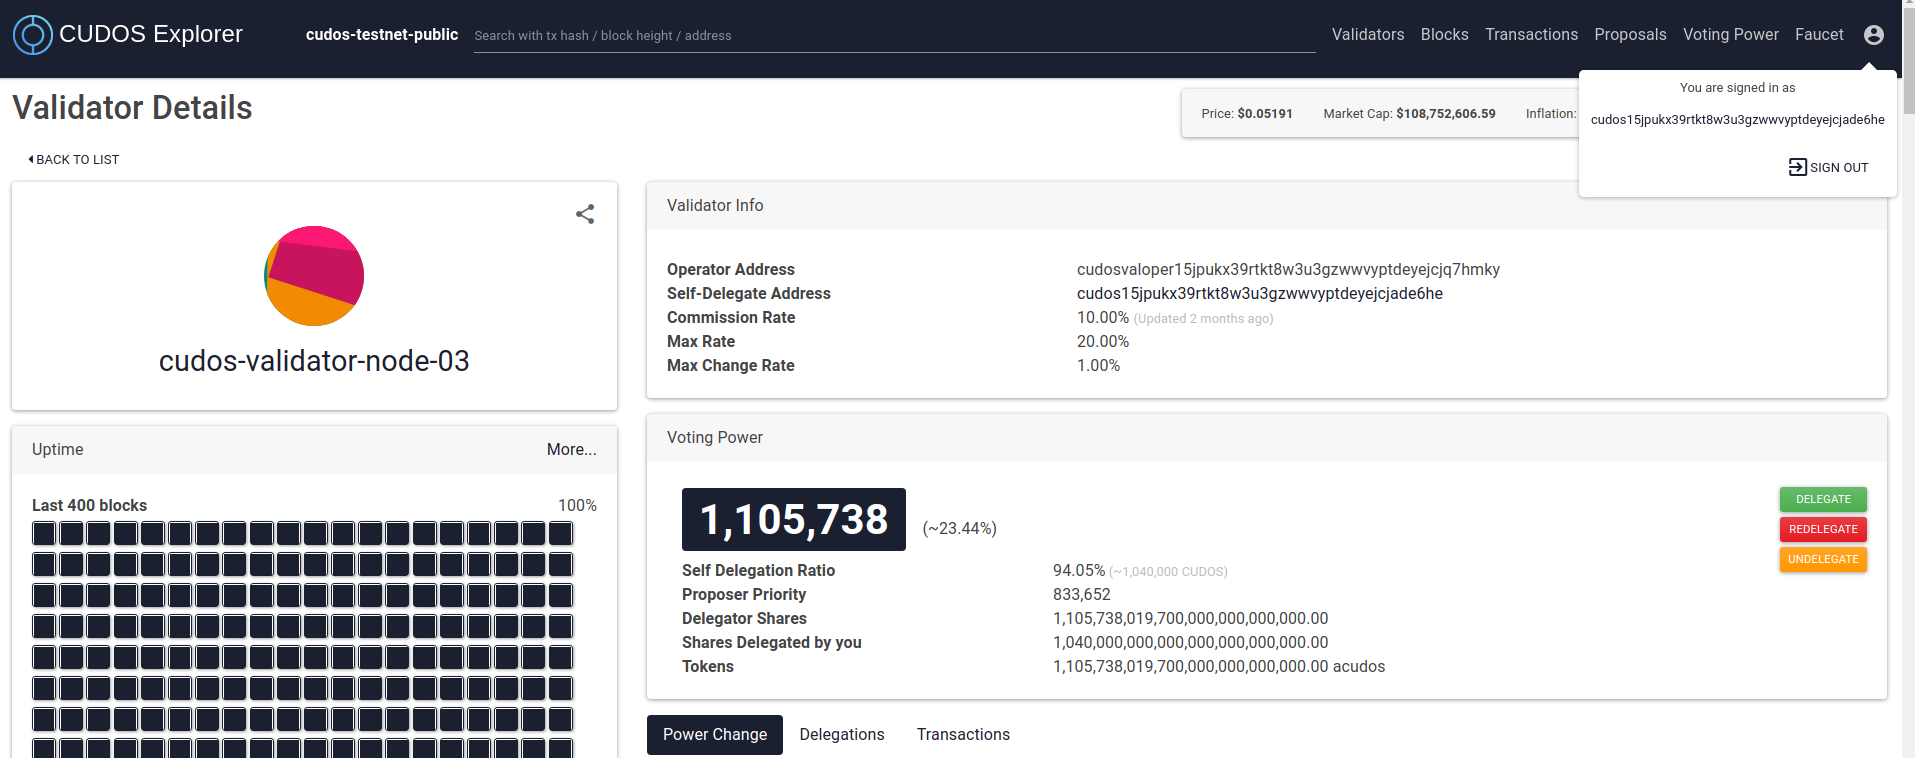 CUDOS Explorer
cudos-testnet-public
Search with tx hash / block height / address
Validators Blocks Transactions Proposals Voting Power Faucet
You are signed in as
cudos15jpukx39rtkt8w3u3gzwwvyptdeyejcjade6he
SIGN OUT
Validator Details
Price: $0.05191 Market Cap: $108,752,606.59 Inflation:
BACK TO LIST
cudos-validator-node-03
Uptime More...
Last 400 blocks 100%
Validator Info
Operator Address cudosvaloper15jpukx39rtkt8w3u3gzwwvyptdeyejcjq7hmky
Self-Delegate Address cudos15jpukx39rtkt8w3u3gzwwvyptdeyejcjade6he
Commission Rate 10.00% (Updated 2 months ago)
Max Rate 20.00%
Max Change Rate 1.00%
Voting Power
1,105,738 (~23.44%)
DELEGATE
REDELEGATE
UNDELEGATE
Self Delegation Ratio 94.05% (~1,040,000 CUDOS)
Proposer Priority 833,652
Delegator Shares 1,105,738,019,700,000,000,000,000.00
Shares Delegated by you 1,040,000,000,000,000,000,000,000.00
Tokens 1,105,738,019,700,000,000,000,000.00 acudos
Power Change Delegations Transactions